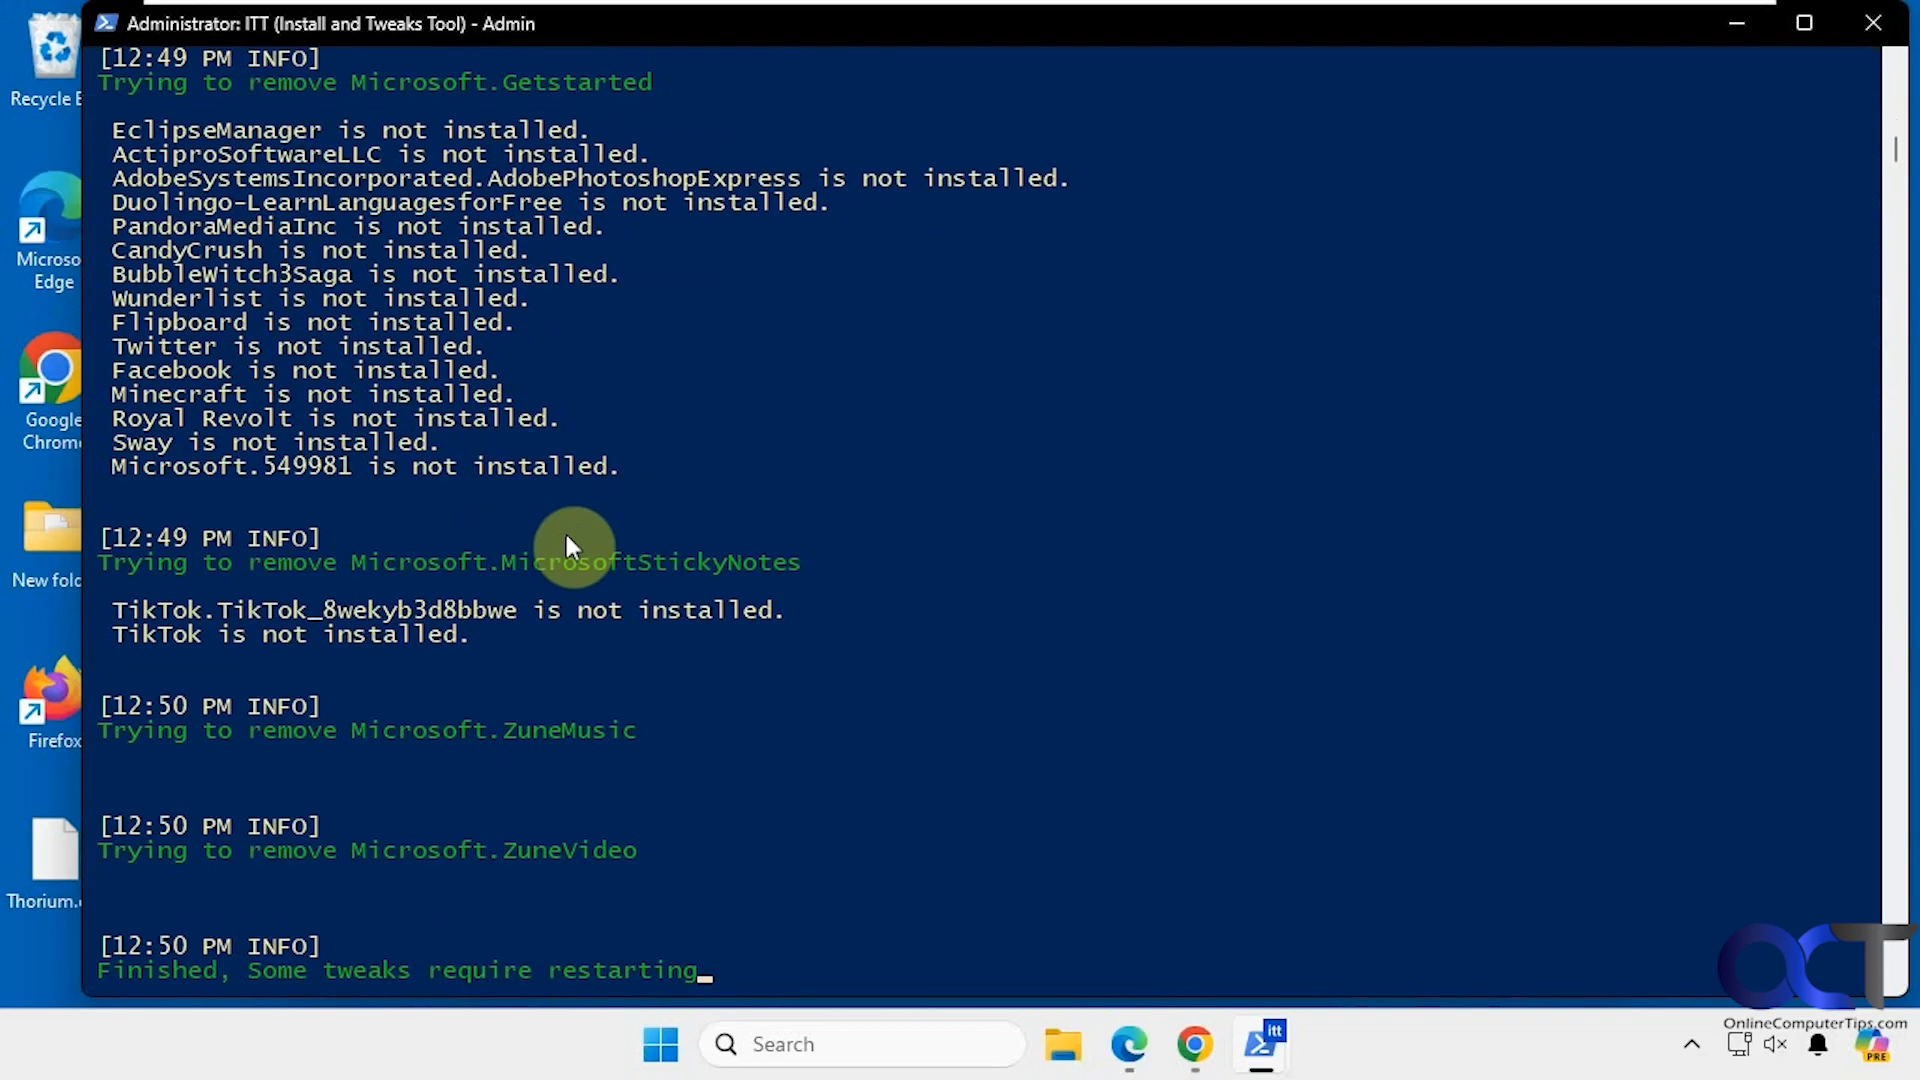 Administrator: ITT (Install and Tweaks Tool) - Admin
[12:49 PM INFO]
Trying to remove Microsoft.Getstarted
EclipseManager is not installed.
ActiproSoftwareLLC is not installed.
AdobeSystemsIncorporated.AdobePhotoshopExpress is not installed.
Duolingo-LearnLanguagesforFree is not installed.
PandoraMediaInc is not installed.
CandyCrush is not installed.
BubbleWitch3Saga is not installed.
Wunderlist is not installed.
Flipboard is not installed.
Twitter is not installed.
Facebook is not installed.
Minecraft is not installed.
Royal Revolt is not installed.
Sway is not installed.
Microsoft.549981 is not installed.
[12:49 PM INFO]
Trying to remove Microsoft.MicrosoftStickyNotes
TikTok.TikTok_8wekyb3d8bbwe is not installed.
TikTok is not installed.
[12:50 PM INFO]
Trying to remove Microsoft.ZuneMusic
[12:50 PM INFO]
Trying to remove Microsoft.ZuneVideo
[12:50 PM INFO]
Finished, Some tweaks require restarting_
Recycle B
Microso
Edge
Google
Chrom
New fold
Firefox
Thorium.
OCT
OnlineComputerTips.com
Search
itt
PRE